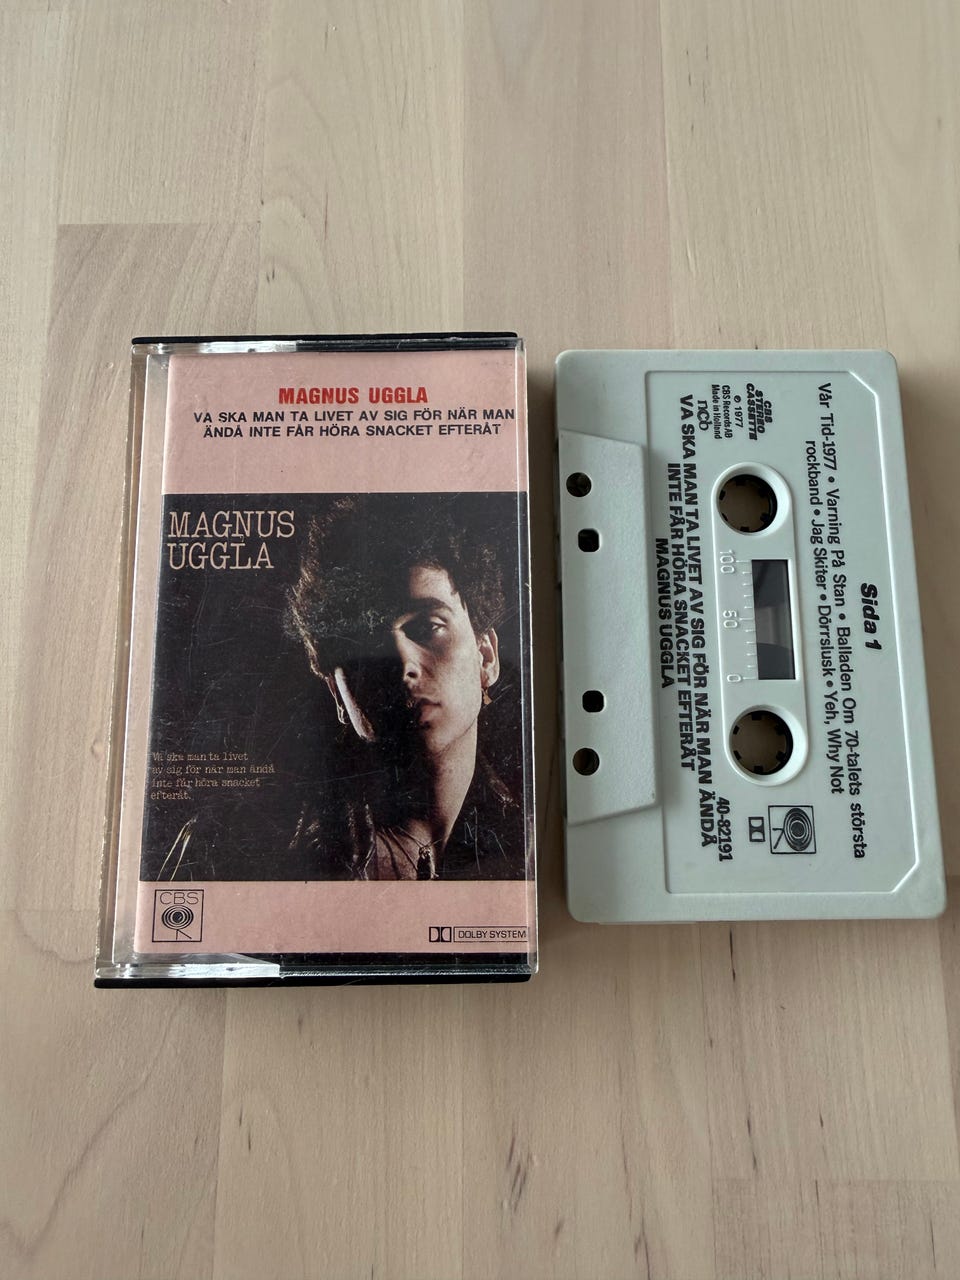 MAGNUS UGGLA
VA SKA MAN TA LIVET AV SIG FÖR NÄR MAN
ÄNDÅ INTE FÅR HÖRA SNACKET EFTERÅT
MAGNUS
UGGLA
Va ska man ta livet
av sig för när man ändå
inte får höra snacket
efteråt.
CBS
DOLBY SYSTEM
Sida 1
Vår Tid-1977 • Varning På Stan • Balladen Om 70-talets största
rockband • Jag Skiter • Dörrslusk • Yeh, Why Not
CBS
STEREO
CASSETTE
℗ 1977
CBS Records AB
Made in Holland
ncb
100 50 0
40-82191
VA SKA MAN TA LIVET AV SIG FÖR NÄR MAN ÄNDÅ
INTE FÅR HÖRA SNACKET EFTERÅT
MAGNUS UGGLA